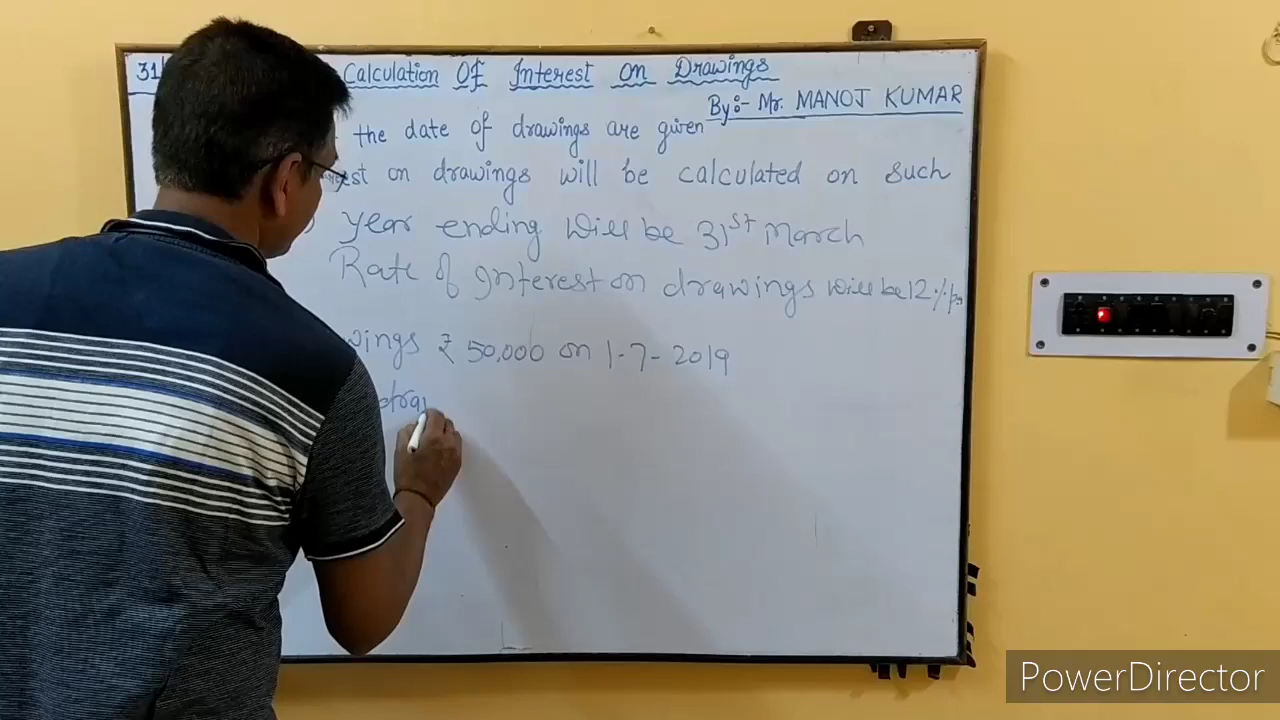 31 Calculation Of Interest on Drawings
By:- Mr. MANOJ KUMAR
the date of drawings are given
on drawings will be calculated on such
year ending will be 31st March
Rate of Interest on drawings will be 12%
₹ 50,000 on 1-7-2019
PowerDirector